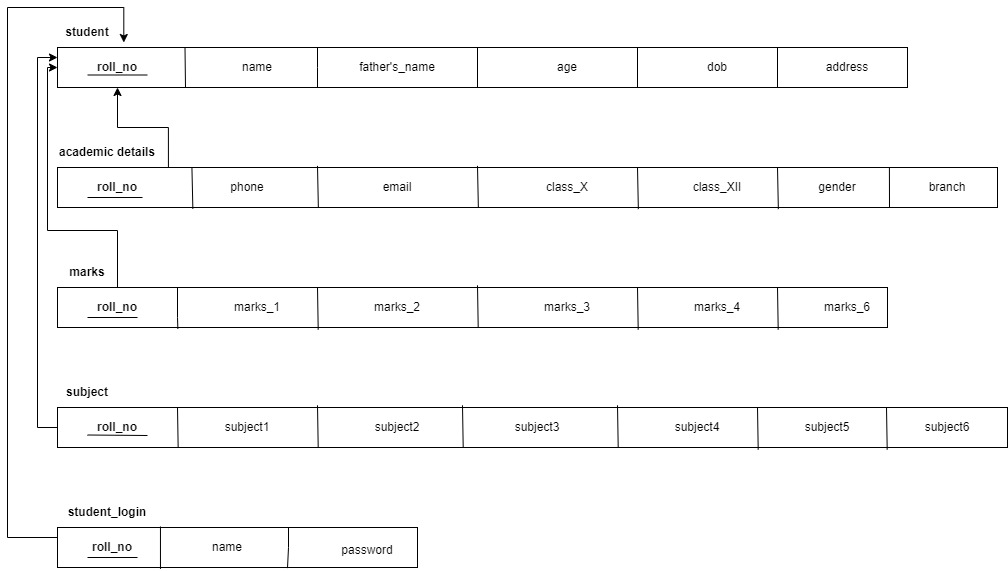 student
roll_no name father's_name age dob address
academic details
roll_no phone email class_X class_XII gender branch
marks
roll_no marks_1 marks_2 marks_3 marks_4 marks_6
subject
roll_no subject1 subject2 subject3 subject4 subject5 subject6
student_login
roll_no name password